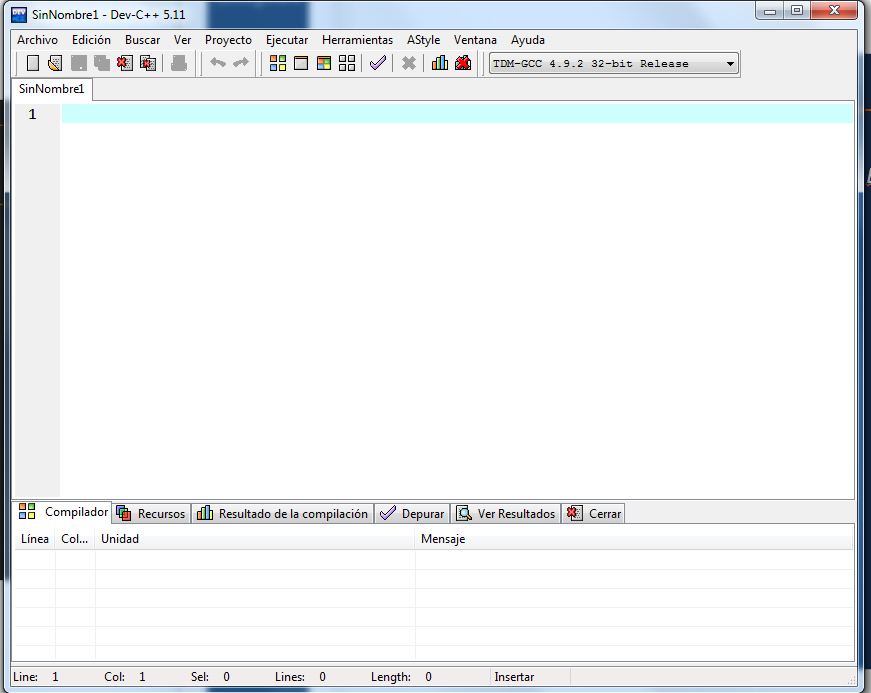 SinNombre1 - Dev-C++ 5.11
Archivo Edición Buscar Ver Proyecto Ejecutar Herramientas AStyle Ventana Ayuda
TDM-GCC 4.9.2 32-bit Release
SinNombre1
1
Compilador Recursos Resultado de la compilación Depurar Ver Resultados Cerrar
Línea Col... Unidad Mensaje
Line: 1 Col: 1 Sel: 0 Lines: 0 Length: 0 Insertar